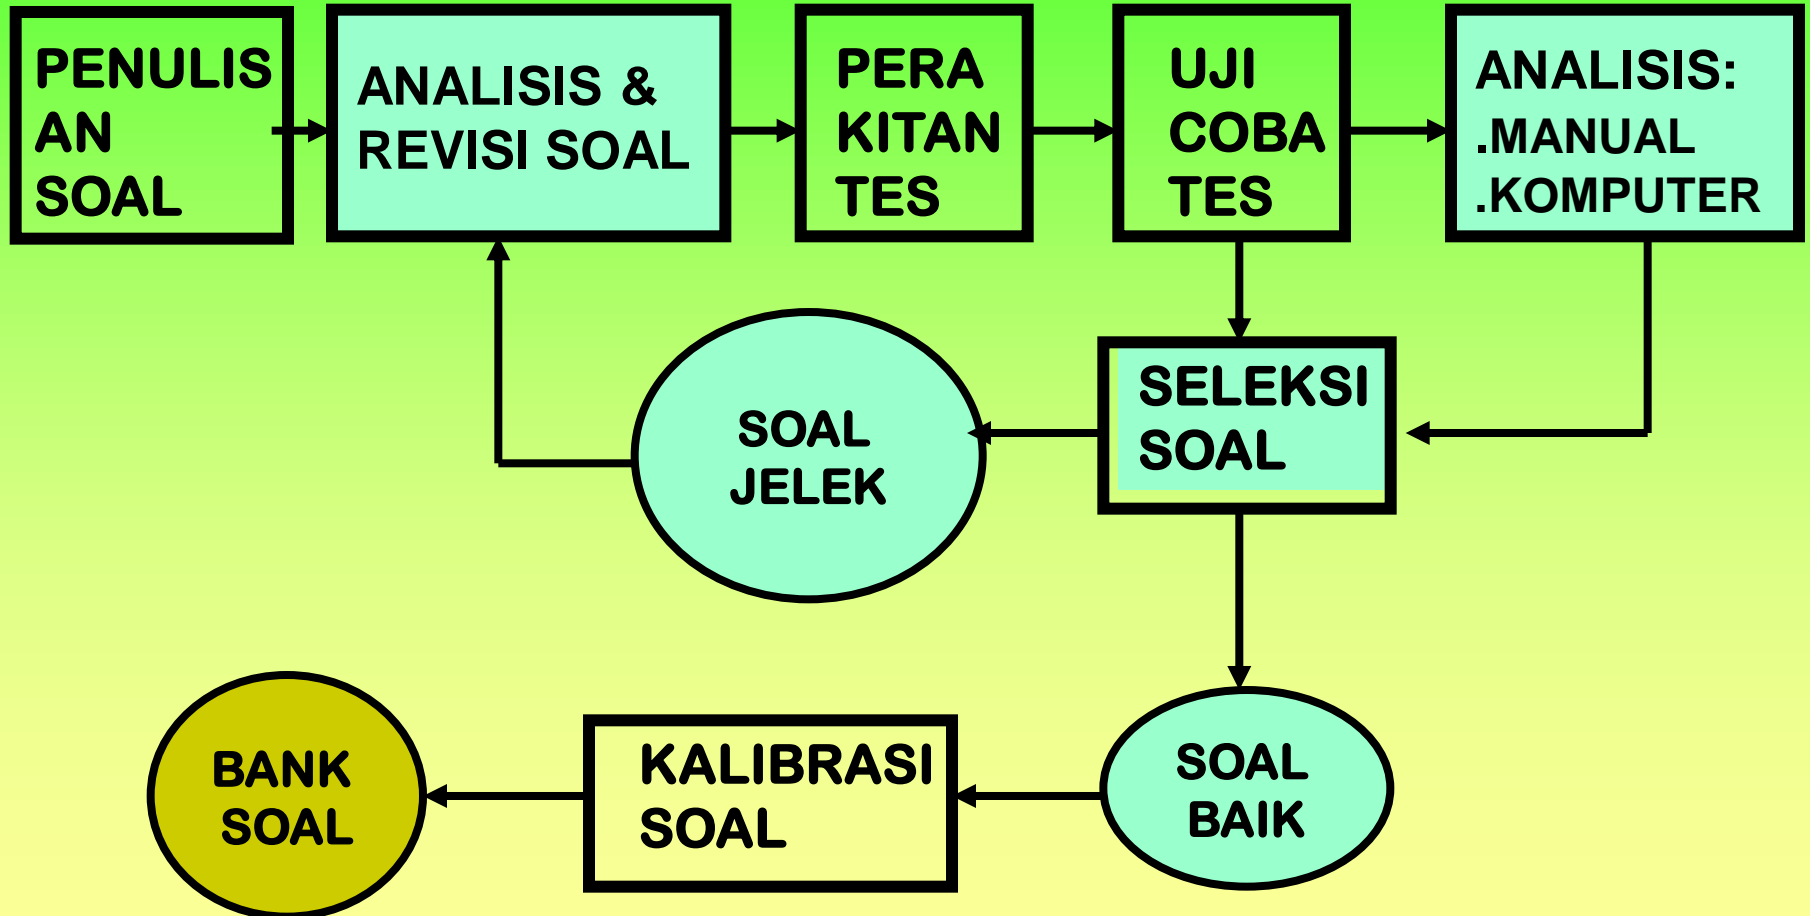 PENULIS
AN
SOAL
ANALISIS &
REVISI SOAL
PERA
KITAN
TES
UJI
COBA
TES
ANALISIS:
.MANUAL
.KOMPUTER
SELEKSI
SOAL
SOAL
JELEK
SOAL
BAIK
KALIBRASI
SOAL
BANK
SOAL